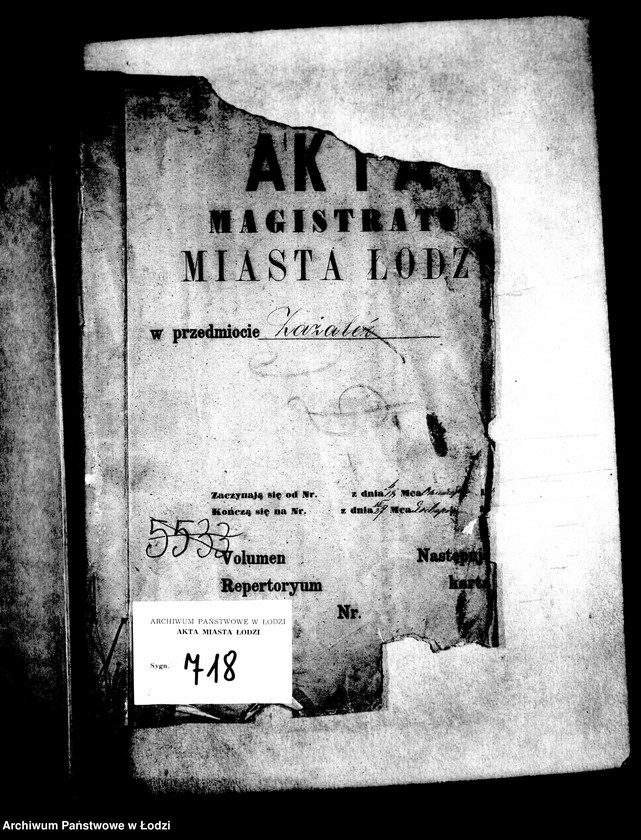 AKTA
MAGISTRATU
MIASTA ŁODZ
w przedmiocie Zażaleń
Zaczynają się od Nr. z dnia Mca
Kończą się na Nr. z dnia Mca
5533
Volumen Następuj
Repertoryum karta
Nr.
ARCHIWUM PAŃSTWOWE W ŁODZI
AKTA MIASTA ŁODZI
Sygn. 718
Archiwum Państwowe w Łodzi